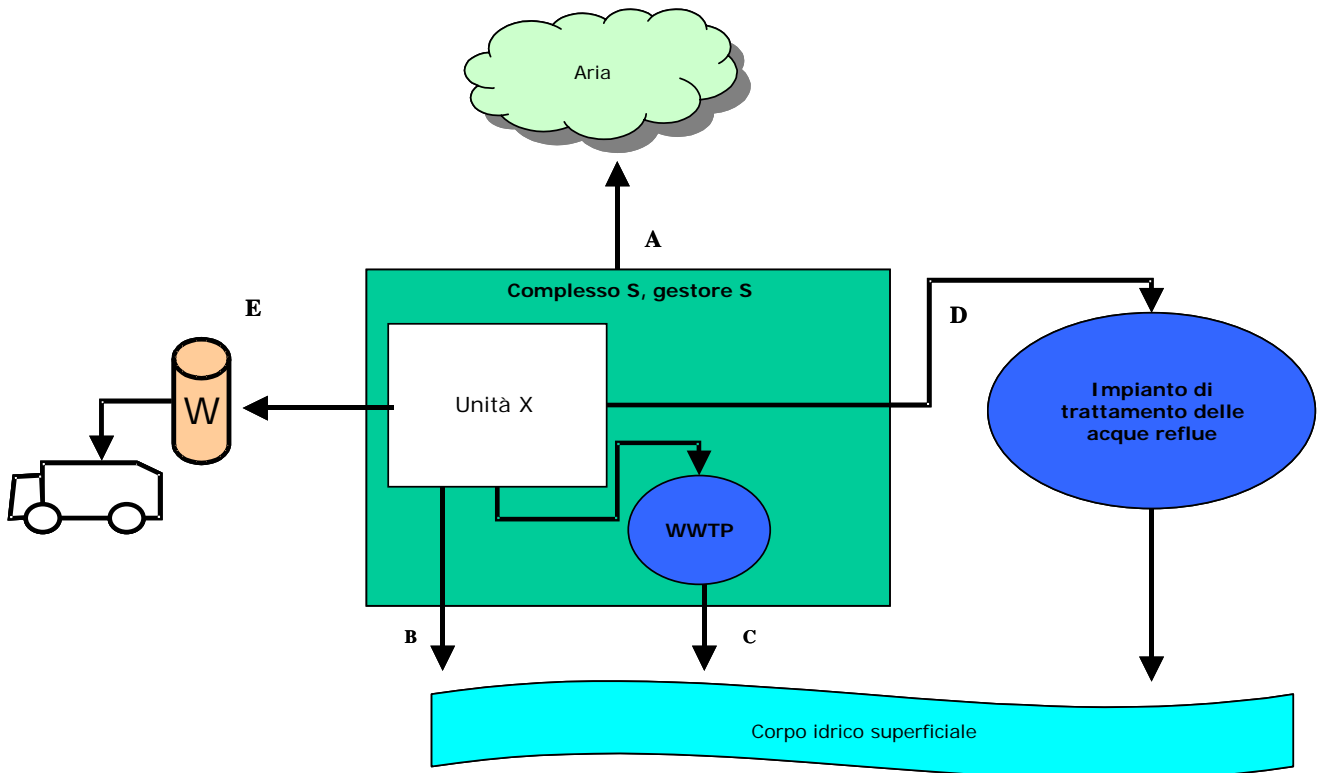 Aria
A
Complesso S, gestore S
E
D
Unità X
W
Impianto di
trattamento delle
acque reflue
WWTP
B
C
Corpo idrico superficiale